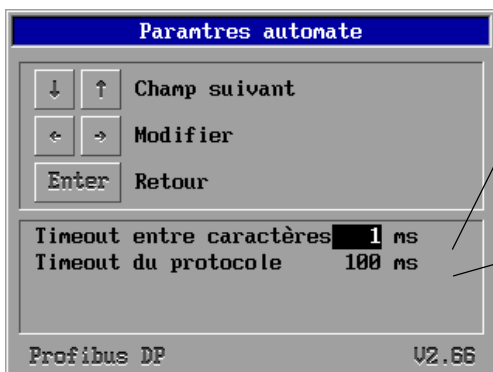 Paramtres automate
↓ ↑ Champ suivant
← → Modifier
Enter Retour
Timeout entre caractères 1 ms
Timeout du protocole 100 ms
Profibus DP V2.66